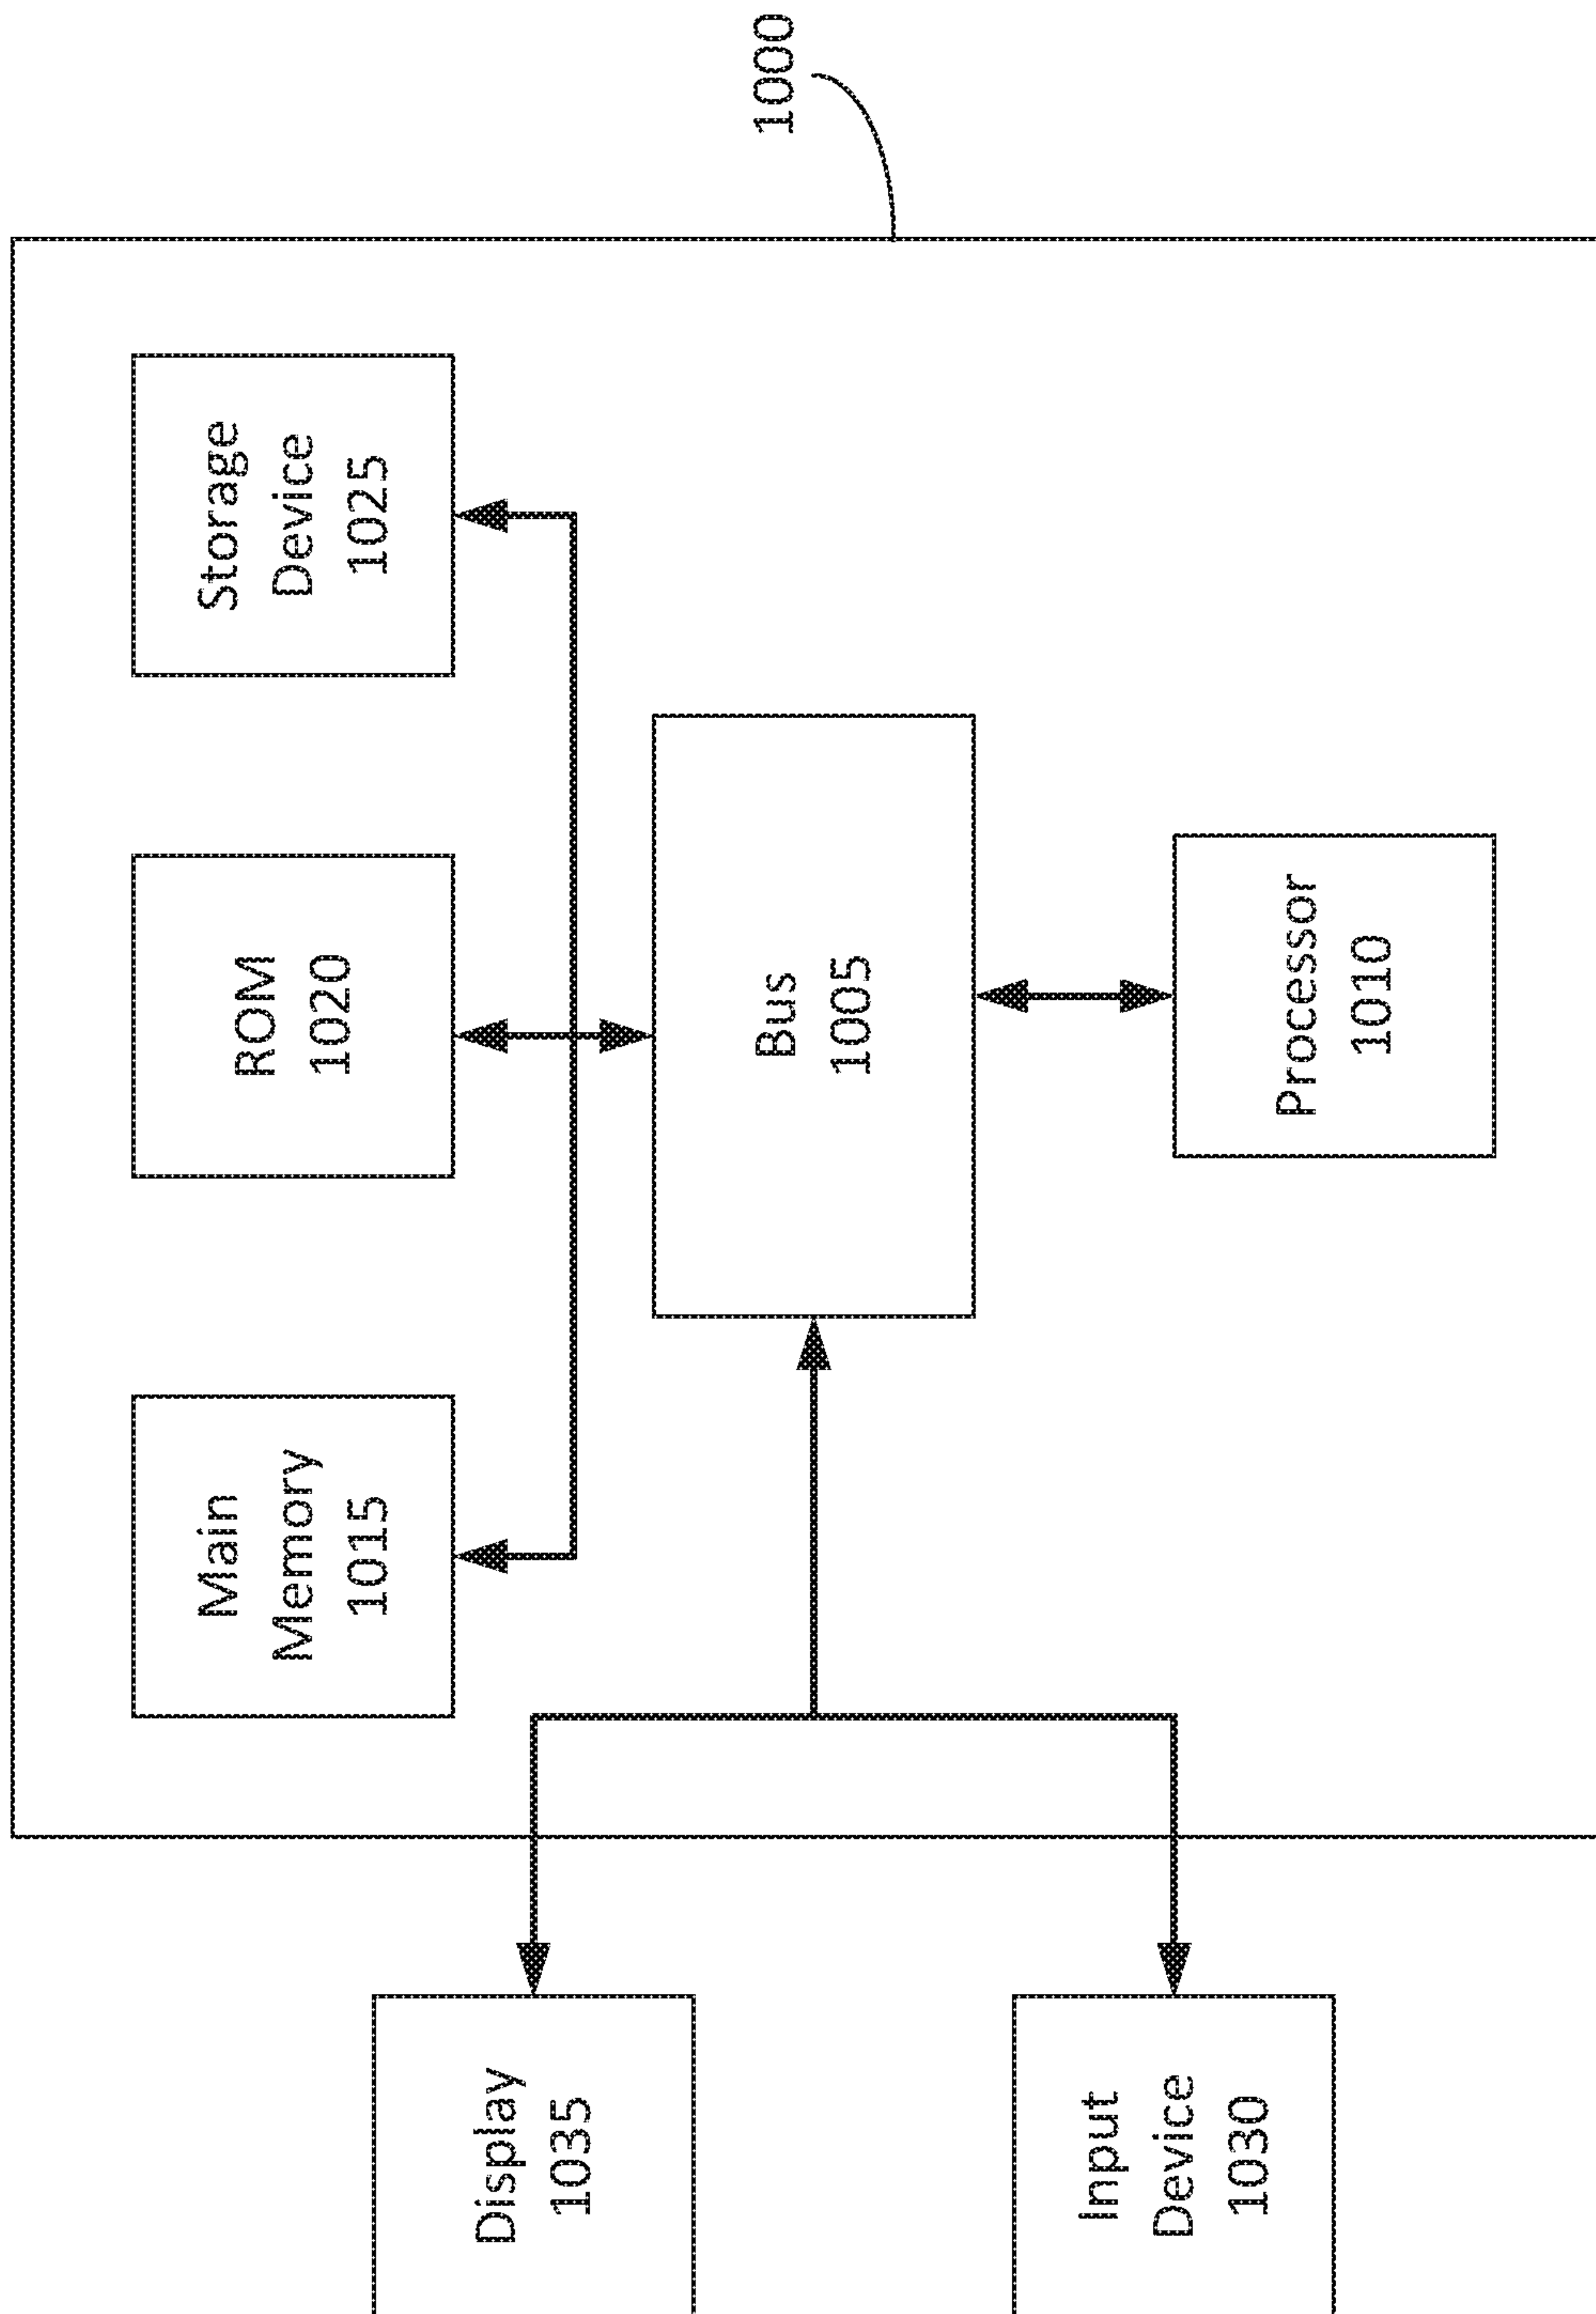 1000
Main
Memory
1015
ROM
1020
Storage
Device
1025
Display
1035
Bus
1005
Input
Device
1030
Processor
1010